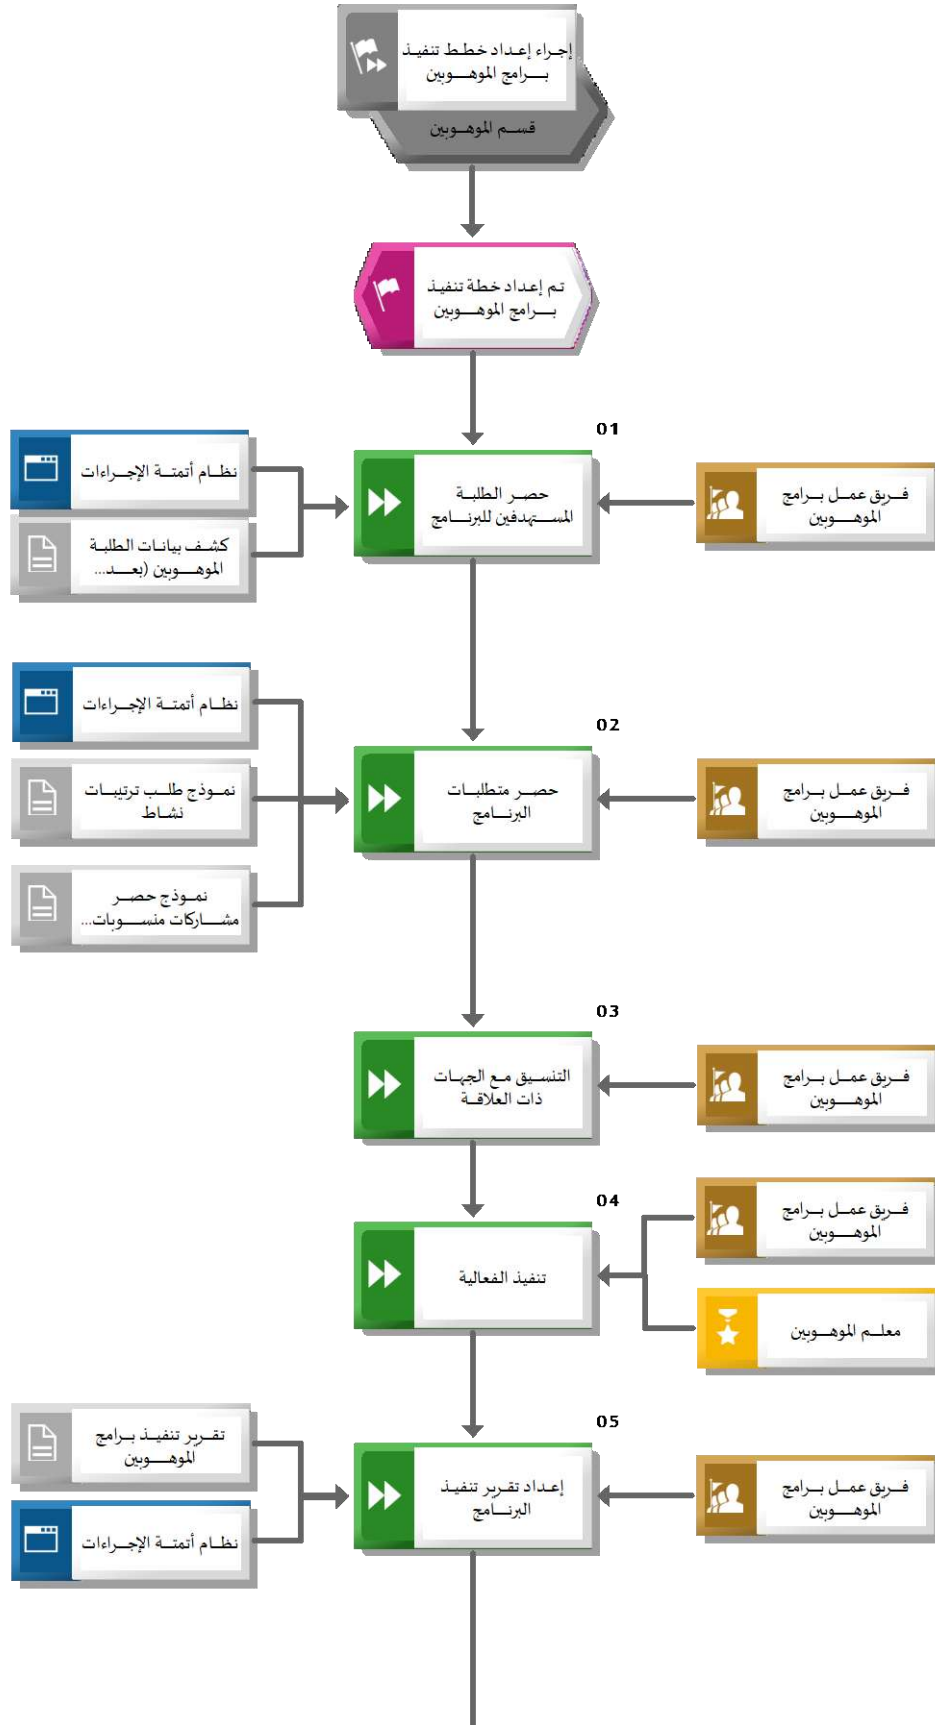 إجراء إعداد خطط تنفيذ
برامج الموهوبين
قسم الموهوبين
تم إعداد خطة تنفيذ
برامج الموهوبين
01
فريق عمل برامج
الموهوبين
حصر الطلبة
المستهدفين للبرنامج
نظام أتمتة الإجراءات
كشف بيانات الطلبة
الموهوبين (بعد...
02
فريق عمل برامج
الموهوبين
حصر متطلبات
البرنامج
نظام أتمتة الإجراءات
نموذج طلب ترتيبات
نشاط
نموذج حصر
مشاركات منسوبات...
03
فريق عمل برامج
الموهوبين
التنسيق مع الجهات
ذات العلاقة
04
فريق عمل برامج
الموهوبين
معلم الموهوبين
تنفيذ الفعالية
05
فريق عمل برامج
الموهوبين
إعداد تقرير تنفيذ
البرنامج
تقرير تنفيذ برامج
الموهوبين
نظام أتمتة الإجراءات